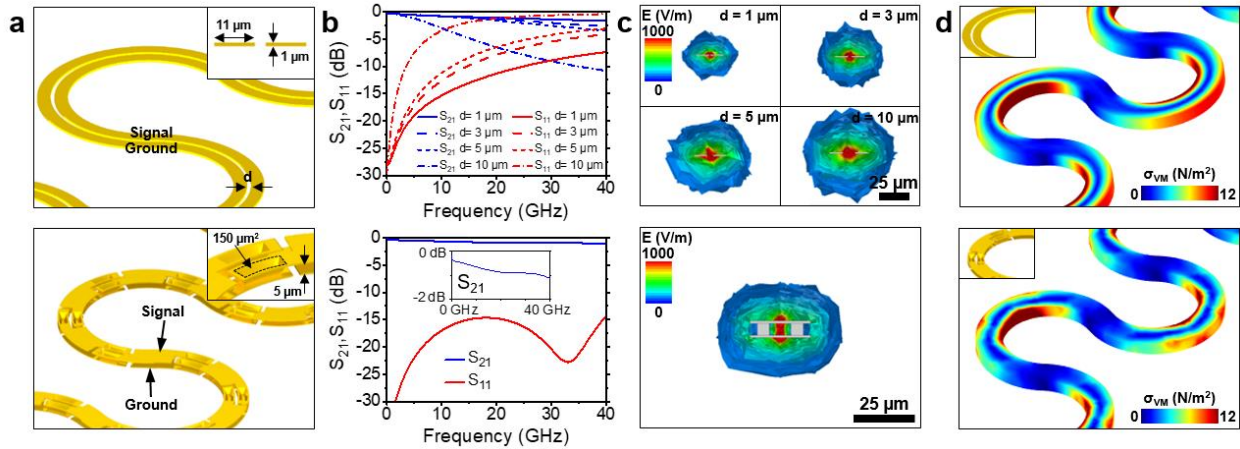 a
11 µm
1 µm
Signal
Ground
d
150 µm²
5 µm
Signal
Ground
b
S₂₁, S₁₁ (dB)
0
-5
-10
-15
-20
-25
-30
S₂₁ d= 1 µm
S₁₁ d= 1 µm
S₂₁ d= 3 µm
S₁₁ d= 3 µm
S₂₁ d= 5 µm
S₁₁ d= 5 µm
S₂₁ d= 10 µm
S₁₁ d= 10 µm
0 10 20 30 40
Frequency (GHz)
S₂₁, S₁₁ (dB)
0
-5
-10
-15
-20
-25
-30
0 dB
S₂₁
-2 dB
0 GHz
40 GHz
S₂₁
S₁₁
0 10 20 30 40
Frequency (GHz)
c
E (V/m)
1000
0
d = 1 µm
d = 3 µm
d = 5 µm
d = 10 µm
25 µm
E (V/m)
1000
0
25 µm
d
σVM (N/m²)
0 12
σVM (N/m²)
0 12